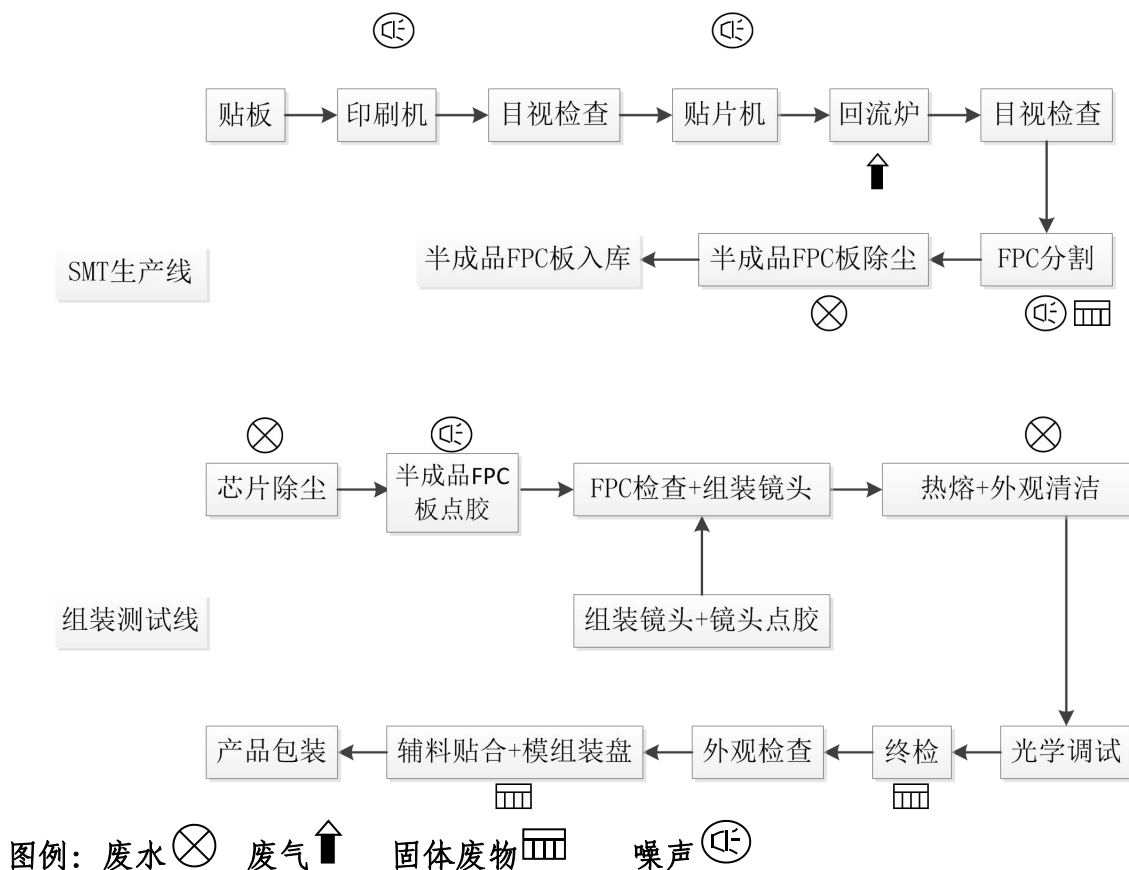 贴板
印刷机
目视检查
贴片机
回流炉
目视检查
SMT生产线
半成品FPC板入库
半成品FPC板除尘
FPC分割
芯片除尘
半成品FPC
板点胶
FPC检查+组装镜头
热熔+外观清洁
组装测试线
组装镜头+镜头点胶
产品包装
辅料贴合+模组装盘
外观检查
终检
光学调试
图例：废水 废气 固体废物 噪声